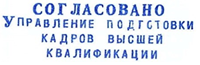 СОГЛАСОВАНО
УПРАВЛЕНИЕ ПОДГОТОВКИ
КАДРОВ ВЫСШЕЙ
КВАЛИФИКАЦИИ